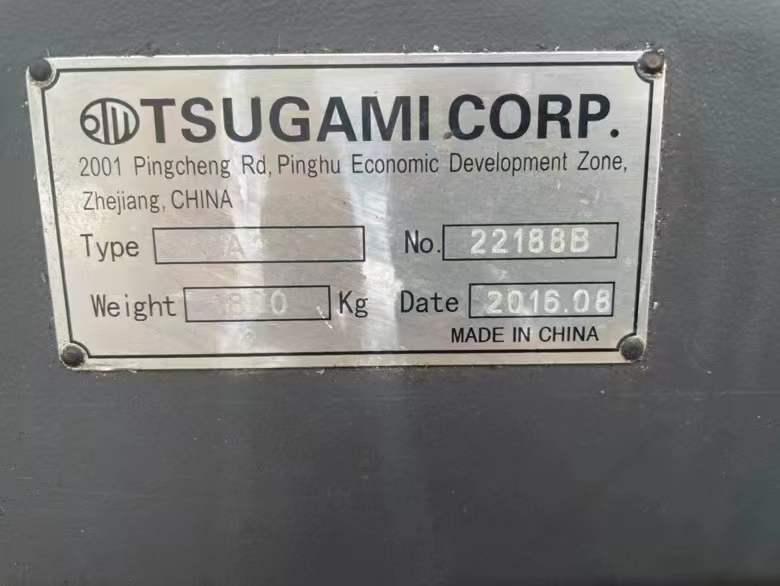 TSUGAMI CORP.
2001 Pingcheng Rd, Pinghu Economic Development Zone,
Zhejiang, CHINA
Type No. 22188B
Weight Kg Date 2016.08
MADE IN CHINA